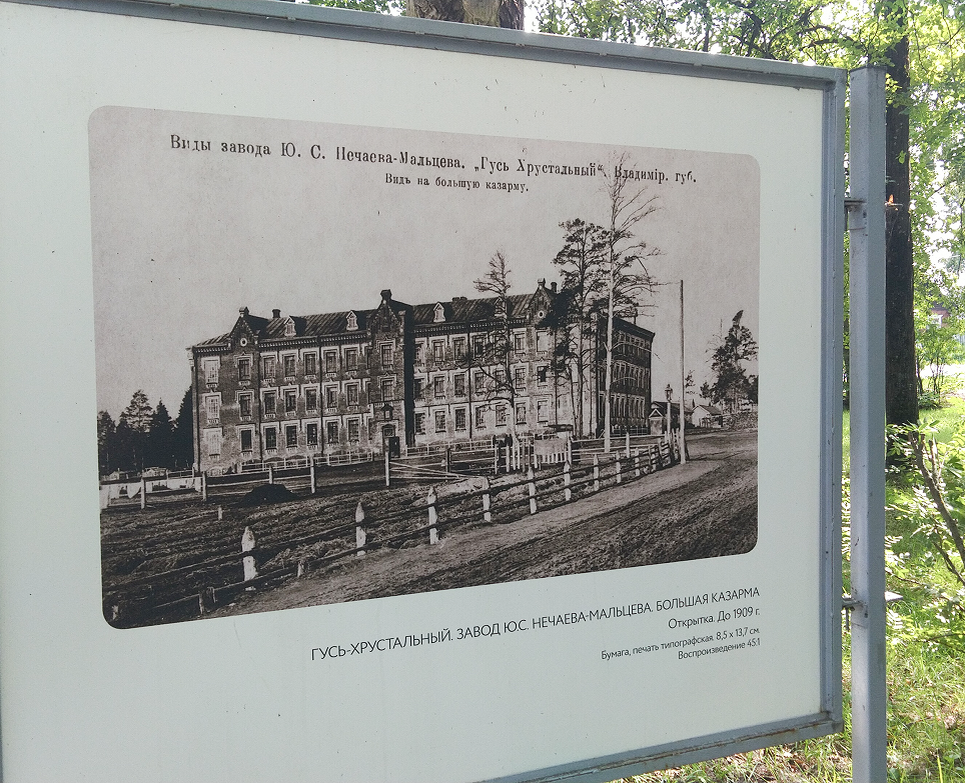 Виды завода Ю. С. Нечаева-Мальцева. „Гусь Хрустальный“, Владимiр. губ.
Видъ на большую казарму.
ГУСЬ-ХРУСТАЛЬНЫЙ. ЗАВОД Ю.С. НЕЧАЕВА-МАЛЬЦЕВА. БОЛЬШАЯ КАЗАРМА
Открытка. До 1909 г.
Бумага, печать типографская. 8,5 х 13,7 см.
Воспроизведение 45:1